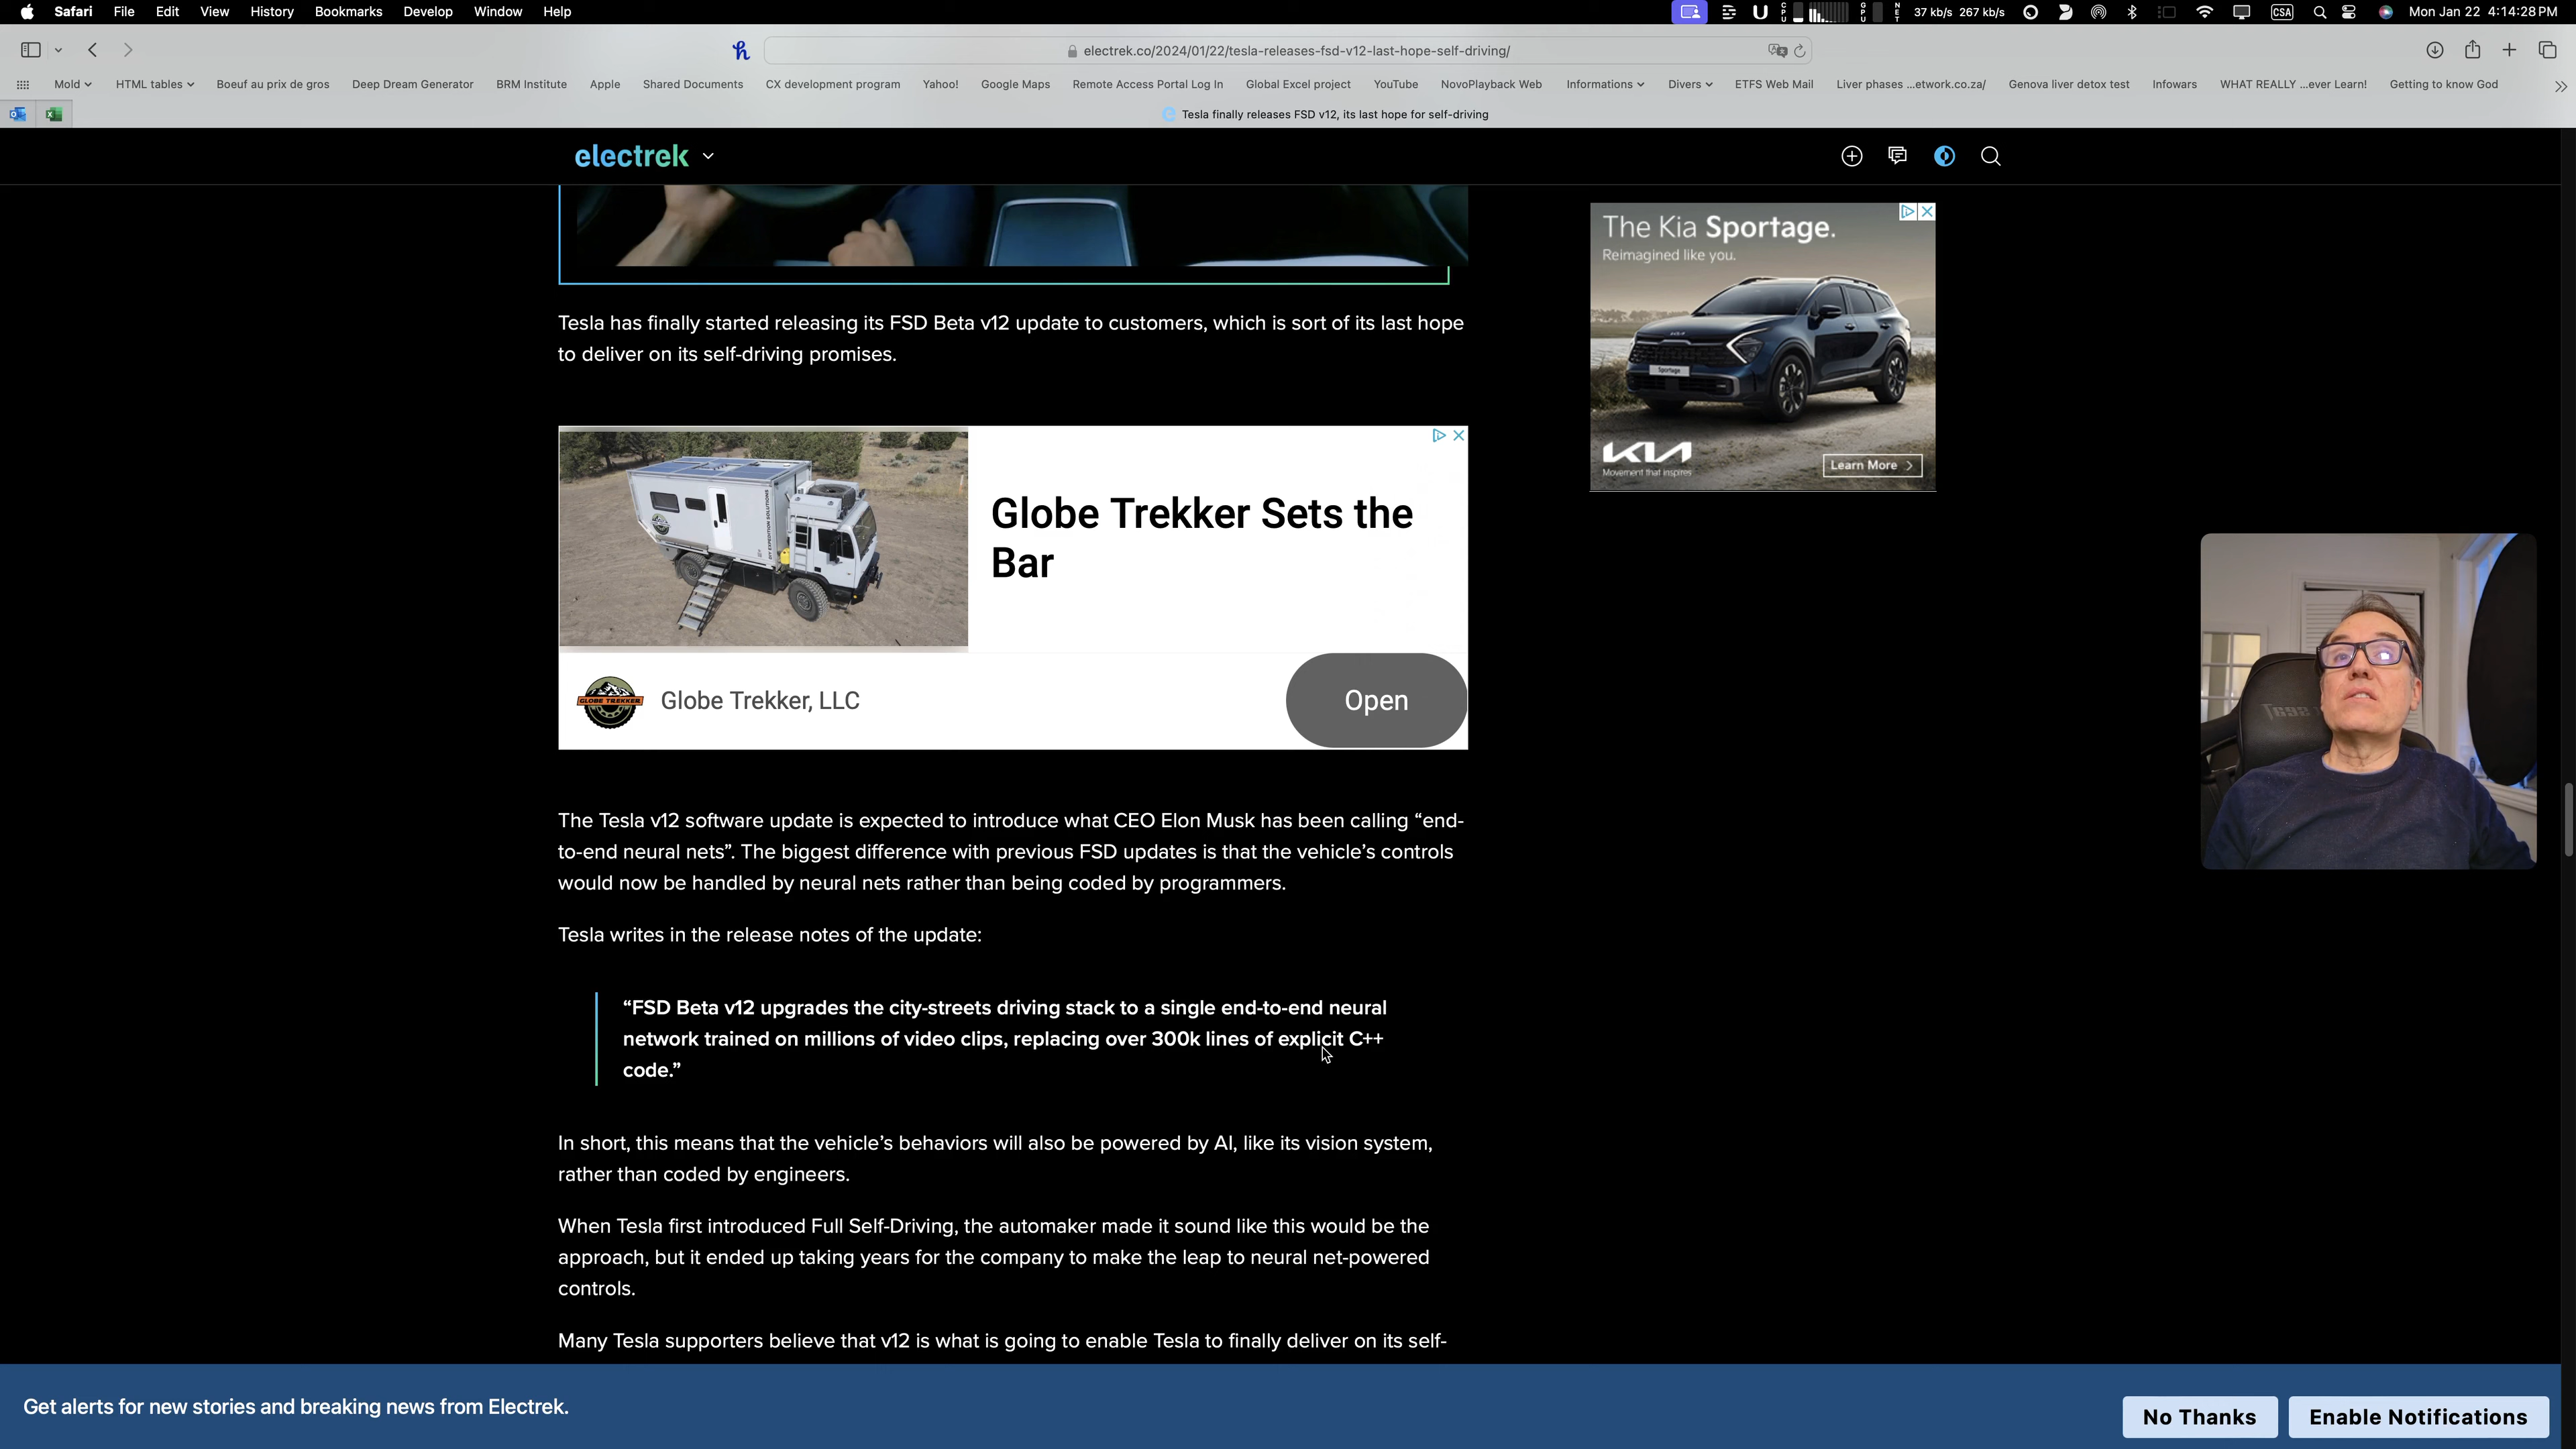 Safari File Edit View History Bookmarks Develop Window Help
37 kb/s 267 kb/s CSA Mon Jan 22 4:14:28 PM
electrek.co/2024/01/22/tesla-releases-fsd-v12-last-hope-self-driving/
Mold HTML tables Boeuf au prix de gros Deep Dream Generator BRM Institute Apple Shared Documents CX development program Yahoo! Google Maps Remote Access Portal Log In Global Excel project YouTube NovoPlayback Web Informations Divers ETFS Web Mail Liver phases ...etwork.co.za/ Genova liver detox test Infowars WHAT REALLY ...ever Learn! Getting to know God
Tesla finally releases FSD v12, its last hope for self-driving
electrek
The Kia Sportage.
Reimagined like you.
Sportage
KIA
Movement that inspires
Learn More >
Tesla has finally started releasing its FSD Beta v12 update to customers, which is sort of its last hope
to deliver on its self-driving promises.
Globe Trekker Sets the
Bar
GLOBE TREKKER
Globe Trekker, LLC
Open
The Tesla v12 software update is expected to introduce what CEO Elon Musk has been calling “end-
to-end neural nets”. The biggest difference with previous FSD updates is that the vehicle’s controls
would now be handled by neural nets rather than being coded by programmers.
Tesla writes in the release notes of the update:
“FSD Beta v12 upgrades the city-streets driving stack to a single end-to-end neural
network trained on millions of video clips, replacing over 300k lines of explicit C++
code.”
In short, this means that the vehicle’s behaviors will also be powered by AI, like its vision system,
rather than coded by engineers.
When Tesla first introduced Full Self-Driving, the automaker made it sound like this would be the
approach, but it ended up taking years for the company to make the leap to neural net-powered
controls.
Many Tesla supporters believe that v12 is what is going to enable Tesla to finally deliver on its self-
Get alerts for new stories and breaking news from Electrek.
No Thanks
Enable Notifications